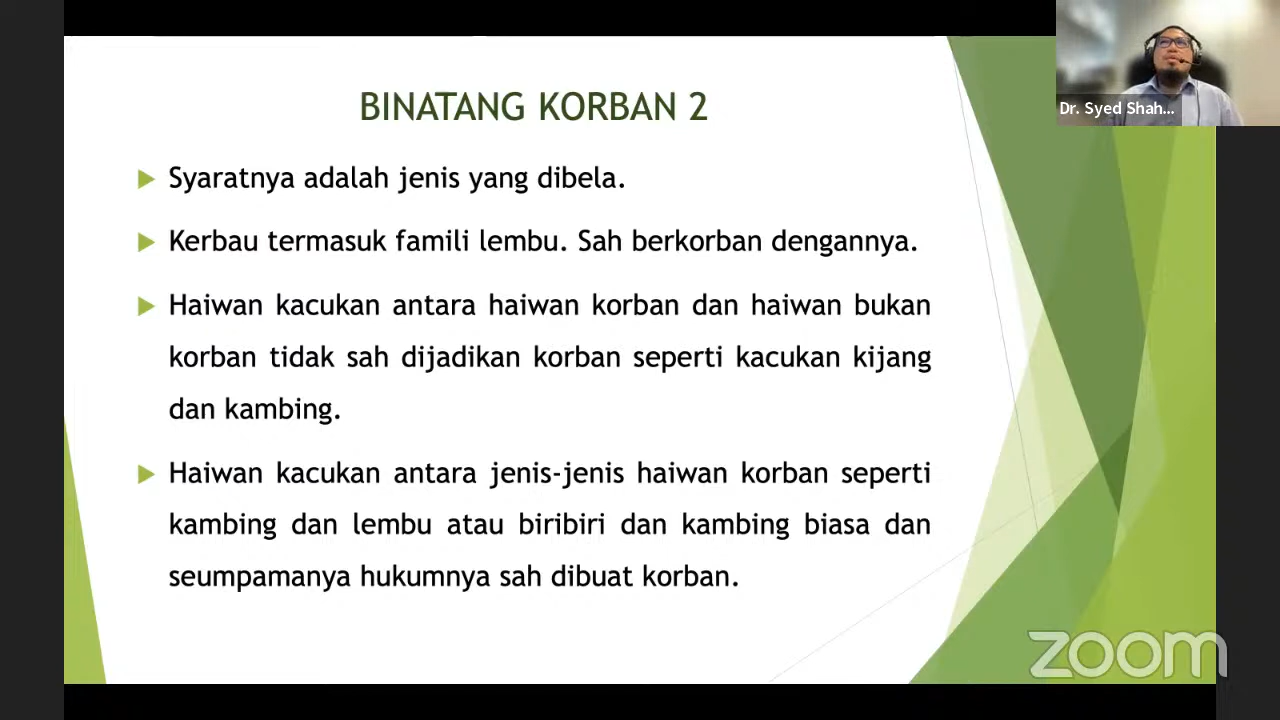 Dr. Syed Shah...
BINATANG KORBAN 2
Syaratnya adalah jenis yang dibela.
Kerbau termasuk famili lembu. Sah berkorban dengannya.
Haiwan kacukan antara haiwan korban dan haiwan bukan
korban tidak sah dijadikan korban seperti kacukan kijang
dan kambing.
Haiwan kacukan antara jenis-jenis haiwan korban seperti
kambing dan lembu atau biribiri dan kambing biasa dan
seumpamanya hukumnya sah dibuat korban.
zoom